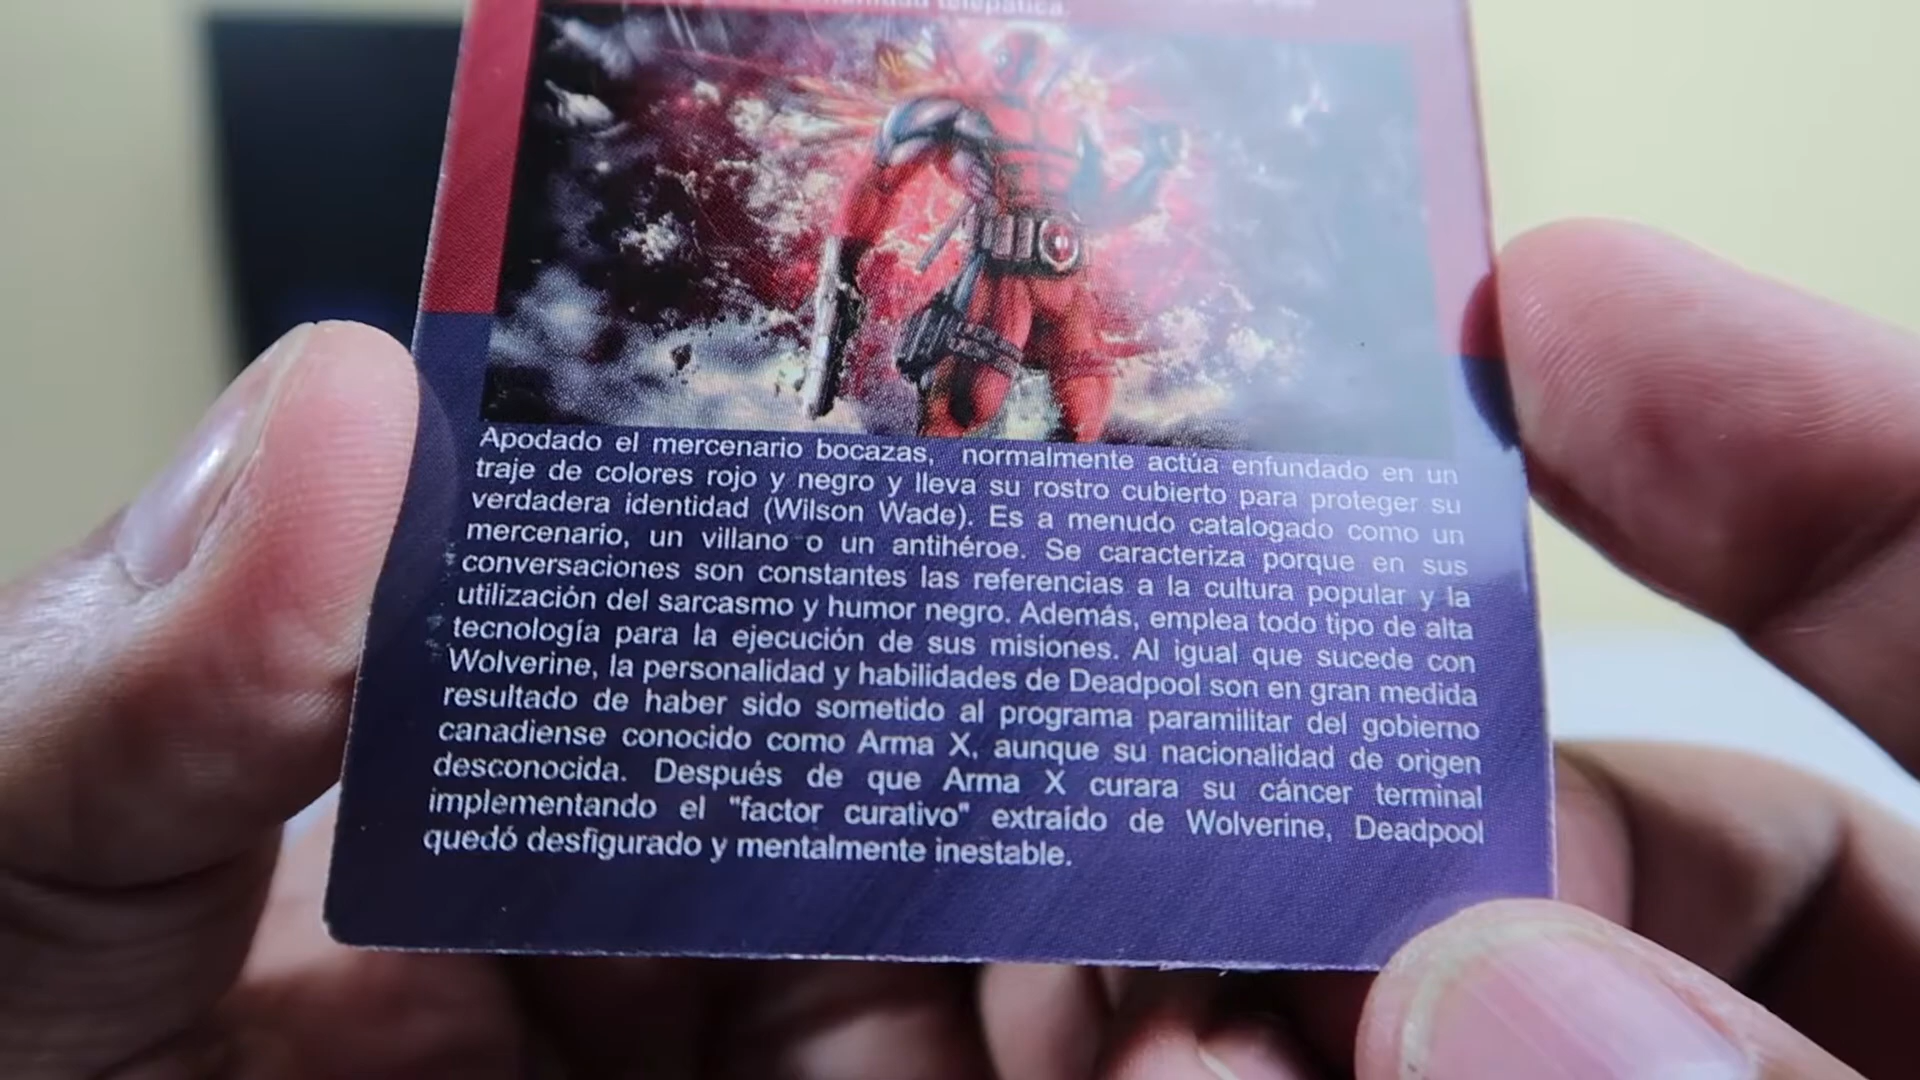 telepática.
Apodado el mercenario bocazas, normalmente actúa enfundado en un
traje de colores rojo y negro y lleva su rostro cubierto para proteger su
verdadera identidad (Wilson Wade). Es a menudo catalogado como un
mercenario, un villano o un antihéroe. Se caracteriza porque en sus
conversaciones son constantes las referencias a la cultura popular y la
utilización del sarcasmo y humor negro. Además, emplea todo tipo de alta
tecnología para la ejecución de sus misiones. Al igual que sucede con
Wolverine, la personalidad y habilidades de Deadpool son en gran medida
resultado de haber sido sometido al programa paramilitar del gobierno
canadiense conocido como Arma X, aunque su nacionalidad de origen
desconocida. Después de que Arma X curara su cáncer terminal
implementando el "factor curativo" extraído de Wolverine, Deadpool
quedó desfigurado y mentalmente inestable.